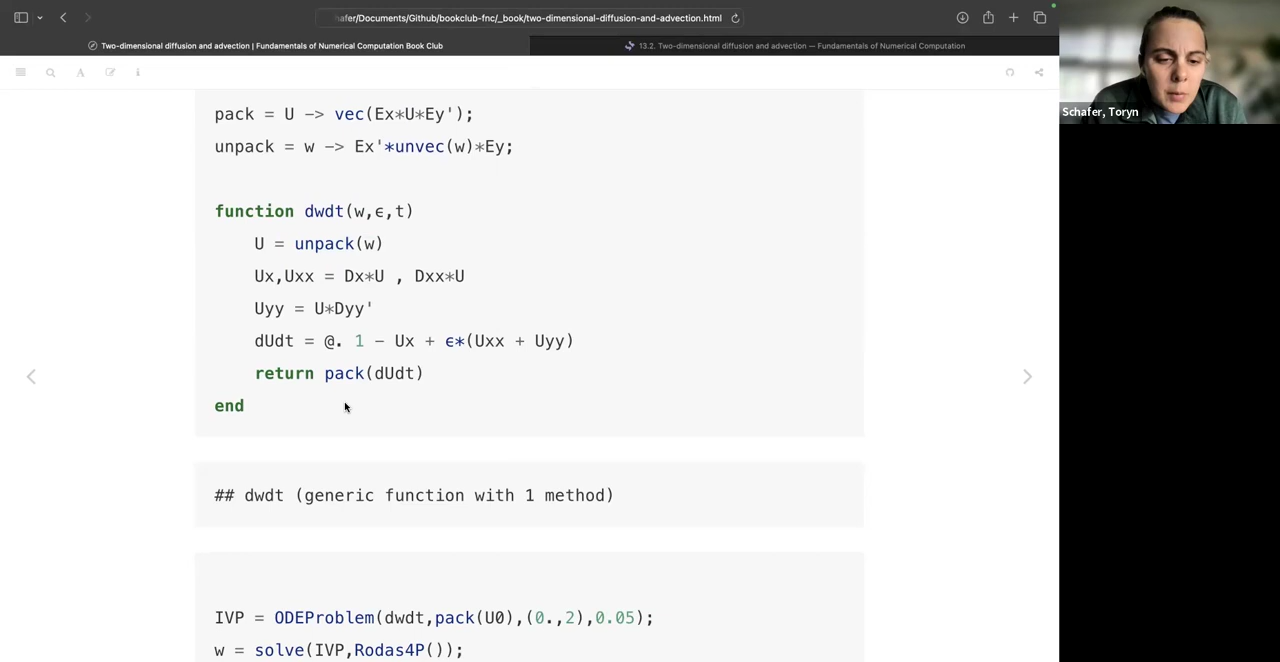 afer/Documents/Github/bookclub-fnc/_book/two-dimensional-diffusion-and-advection.html
Two-dimensional diffusion and advection | Fundamentals of Numerical Computation Book Club
13.2. Two-dimensional diffusion and advection — Fundamentals of Numerical Computation
Schafer, Toryn
pack = U -> vec(Ex*U*Ey');
unpack = w -> Ex'*unvec(w)*Ey;
function dwdt(w,ϵ,t)
U = unpack(w)
Ux,Uxx = Dx*U , Dxx*U
Uyy = U*Dyy'
dUdt = @. 1 - Ux + ϵ*(Uxx + Uyy)
return pack(dUdt)
end
## dwdt (generic function with 1 method)
IVP = ODEProblem(dwdt,pack(U0),(0.,2),0.05);
w = solve(IVP,Rodas4P());